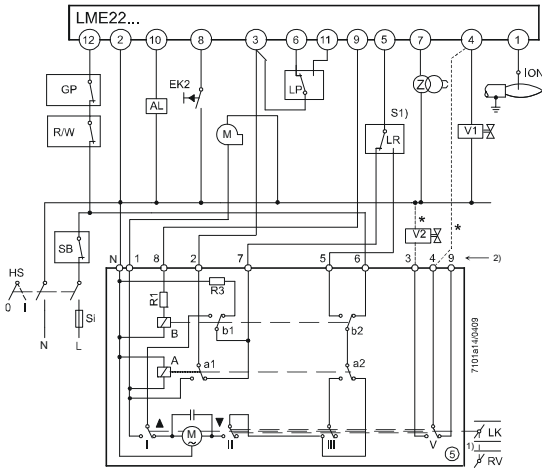 LME22...
12 2 10 8 3 6 11 9 5 7 4 1
ION
GP
EK2
LP
Z
AL
S1)
R/W
M
LR
V1
*
*
V2
SB
HS
N 1 8 2 7 5 6 3 4 9 2)
0 I
R3
R1
Si
b1
b2
B
N L
A
a1
a2
7101a14/0409
M
I II III V
LK
5
1)
RV